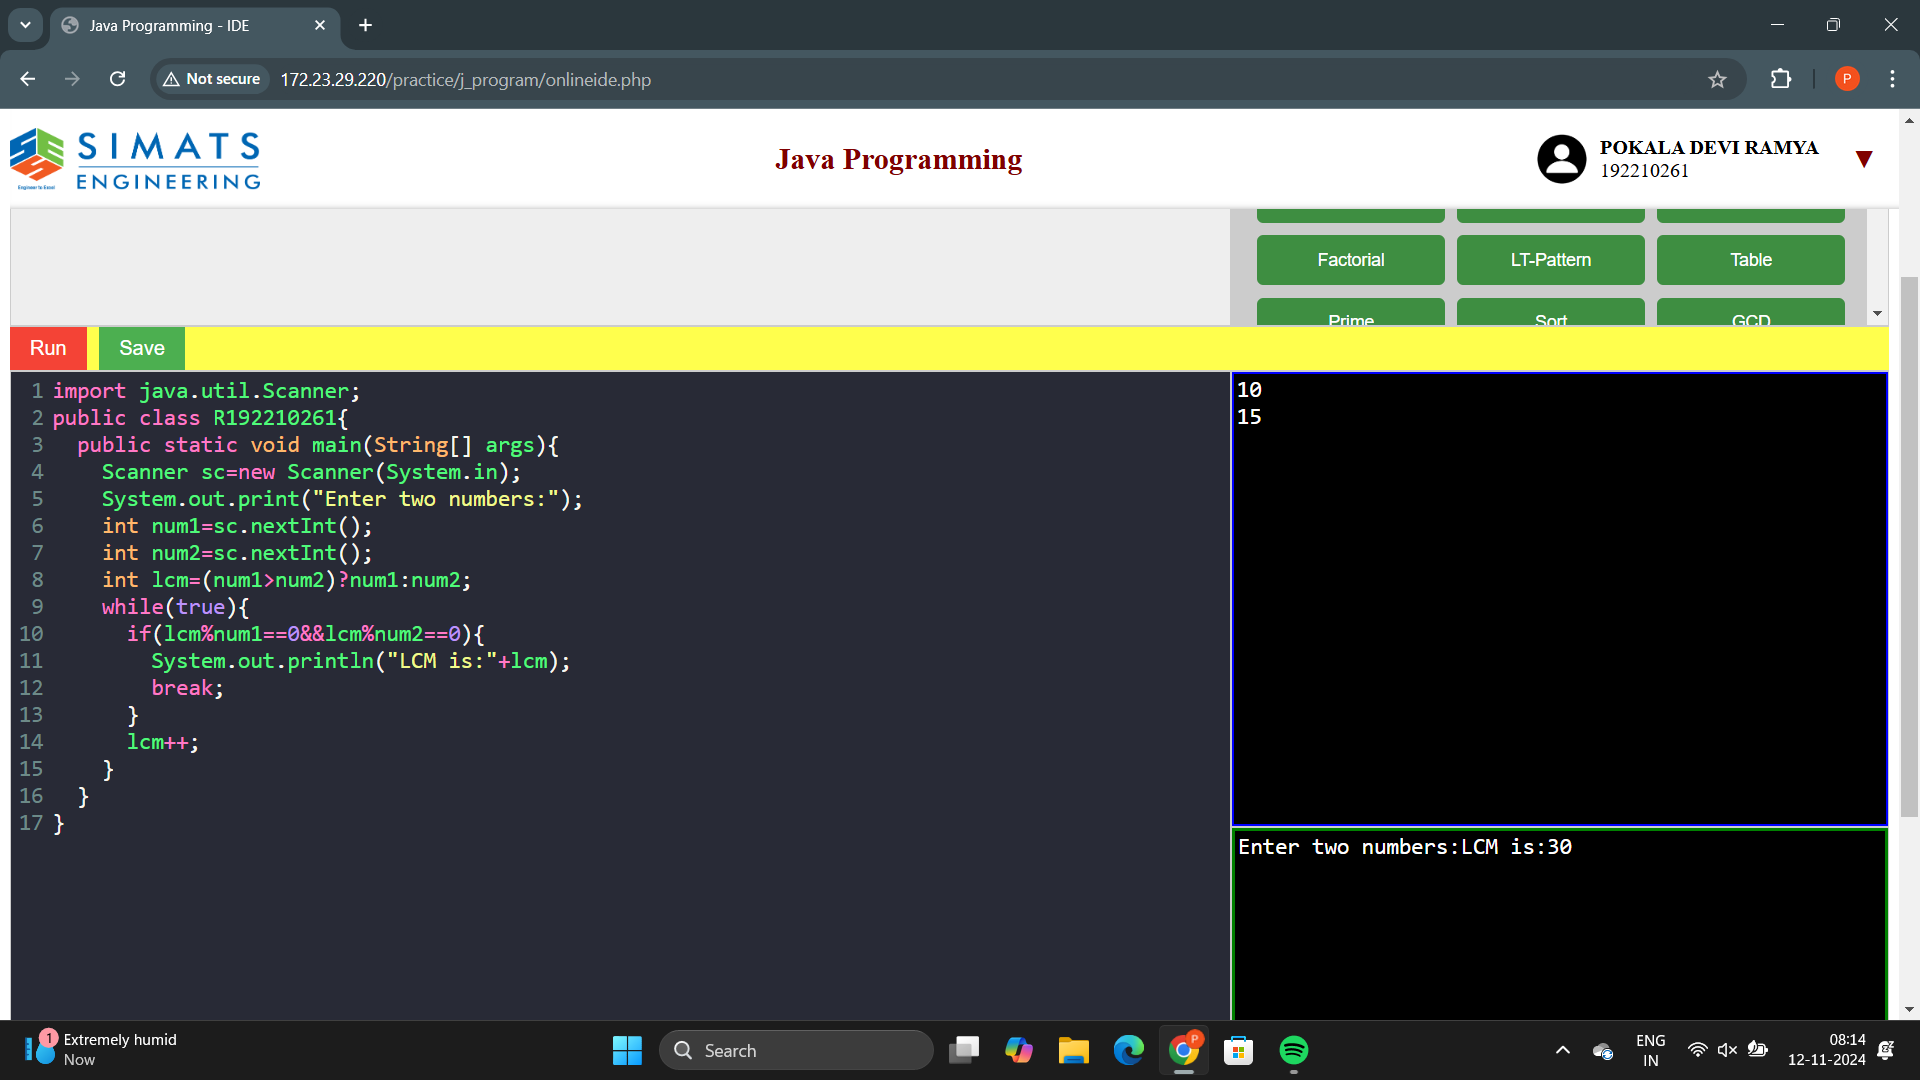 Java Programming - IDE
Not secure
172.23.29.220/practice/j_program/onlineide.php
P
SIMATS
ENGINEERING
Engineer to Excel
Java Programming
POKALA DEVI RAMYA
192210261
Factorial
LT-Pattern
Table
Prime
Sort
GCD
Run
Save
1 import java.util.Scanner;
2 public class R192210261{
3   public static void main(String[] args){
4     Scanner sc=new Scanner(System.in);
5     System.out.print("Enter two numbers:");
6     int num1=sc.nextInt();
7     int num2=sc.nextInt();
8     int lcm=(num1>num2)?num1:num2;
9     while(true){
10       if(lcm%num1==0&&lcm%num2==0){
11         System.out.println("LCM is:"+lcm);
12         break;
13       }
14       lcm++;
15     }
16   }
17 }
10
15
Enter two numbers:LCM is:30
1
Extremely humid
Now
Search
P
ENG
IN
08:14
12-11-2024